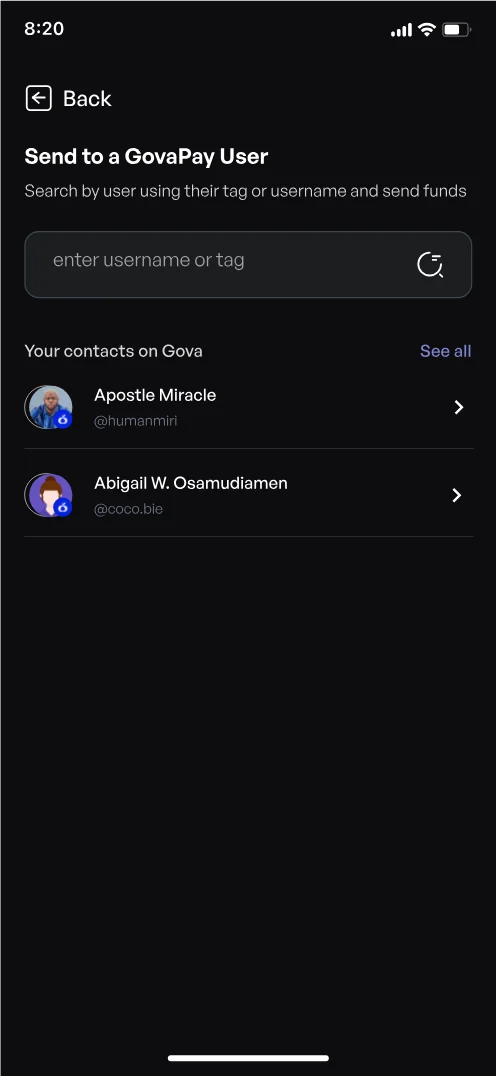 8:20
Back
Send to a GovaPay User
Search by user using their tag or username and send funds
enter username or tag
Your contacts on Gova
See all
Apostle Miracle
@humanmiri
Abigail W. Osamudiamen
@coco.bie